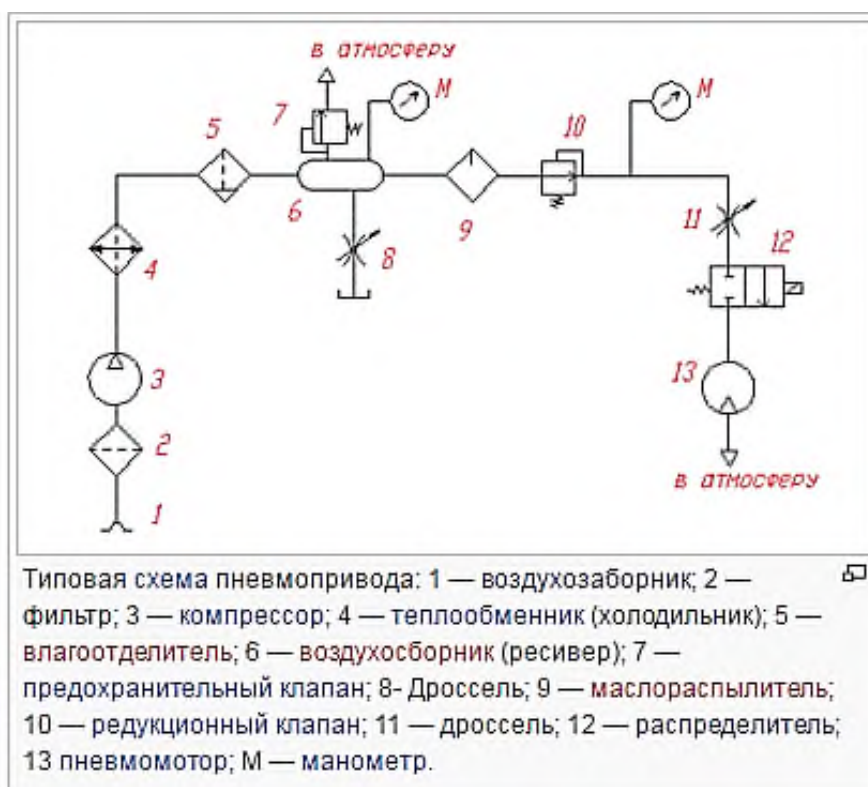 в атмосферу
М
М
7
10
5
6
9
11
12
4
8
3
13
2
в атмосферу
1
Типовая схема пневмопривода: 1 — воздухозаборник; 2 —
фильтр; 3 — компрессор; 4 — теплообменник (холодильник); 5 —
влагоотделитель; 6 — воздухосборник (ресивер); 7 —
предохранительный клапан; 8- Дроссель; 9 — маслораспылитель;
10 — редукционный клапан; 11 — дроссель; 12 — распределитель;
13 пневмомотор; М — манометр.